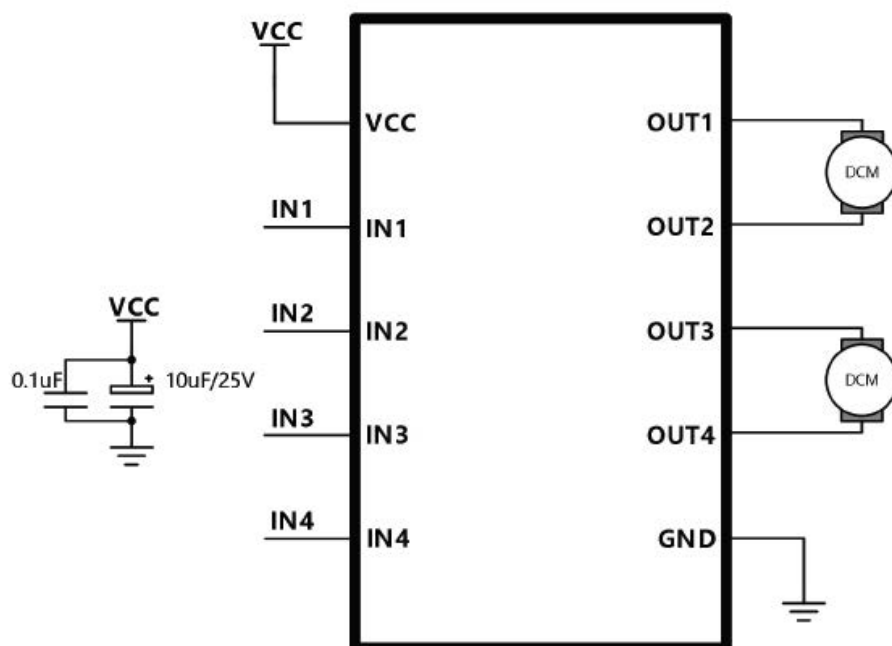 VCC
VCC
OUT1
DCM
IN1
IN1
OUT2
IN2
IN2
OUT3
VCC
0.1uF
+
10uF/25V
DCM
IN3
IN3
OUT4
IN4
IN4
GND